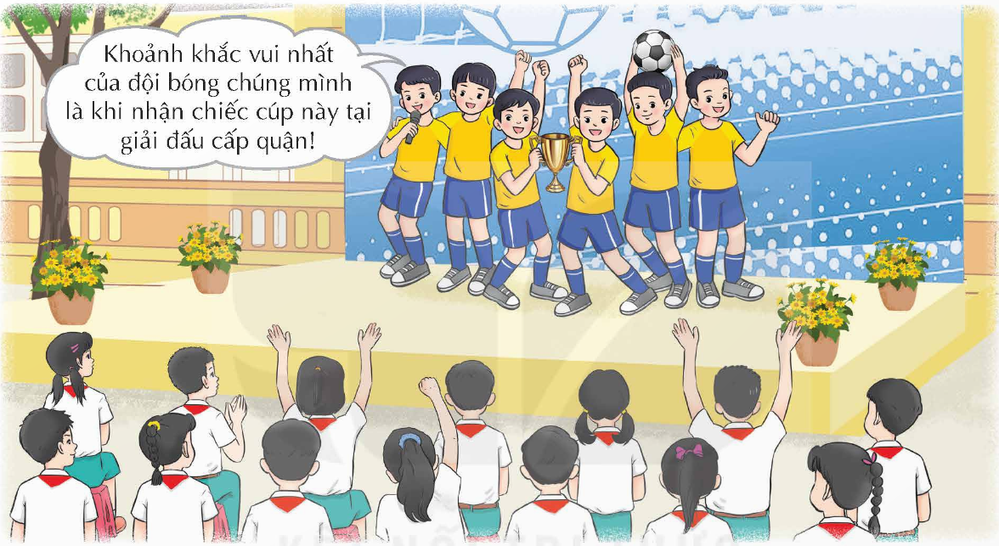 Khoảnh khắc vui nhất
của đội bóng chúng mình
là khi nhận chiếc cúp này tại
giải đấu cấp quận!